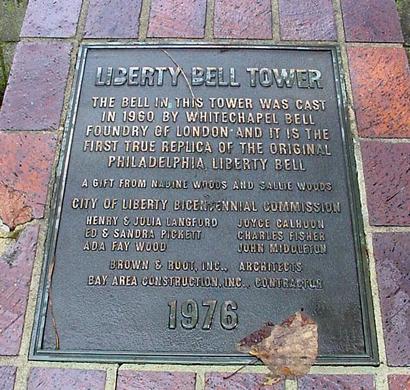 LIBERTY BELL TOWER
THE BELL IN THIS TOWER WAS CAST
IN 1960 BY WHITECHAPEL BELL
FOUNDRY OF LONDON AND IT IS THE
FIRST TRUE REPLICA OF THE ORIGINAL
PHILADELPHIA LIBERTY BELL
A GIFT FROM NADINE WOODS AND SALLIE WOODS
CITY OF LIBERTY BICENTENNIAL COMMISSION
HENRY & JULIA LANGFORD JOYCE CALHOUN
ED & SANDRA PICKETT CHARLES FISHER
ADA FAY WOOD JOHN MIDDLETON
BROWN & ROOT, INC., ARCHITECTS
BAY AREA CONSTRUCTION, INC., CONTRACTOR
1976